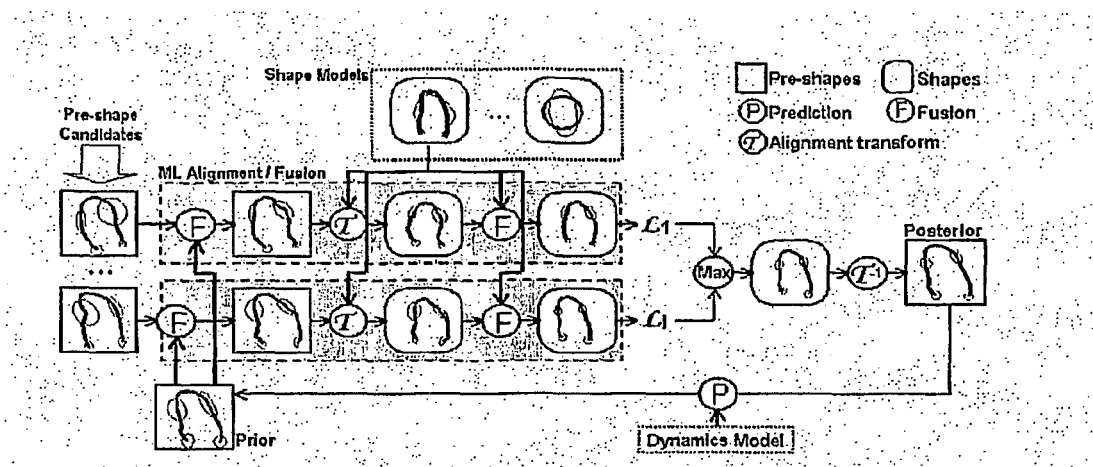 Shape Models
...
Pre-shapes
Shapes
P Prediction
F Fusion
T Alignment transform
Pre-shape
Candidates
ML Alignment / Fusion
F
T
F
L1
...
Max
T-1
Posterior
F
T
F
Ll
P
Prior
Dynamics Model